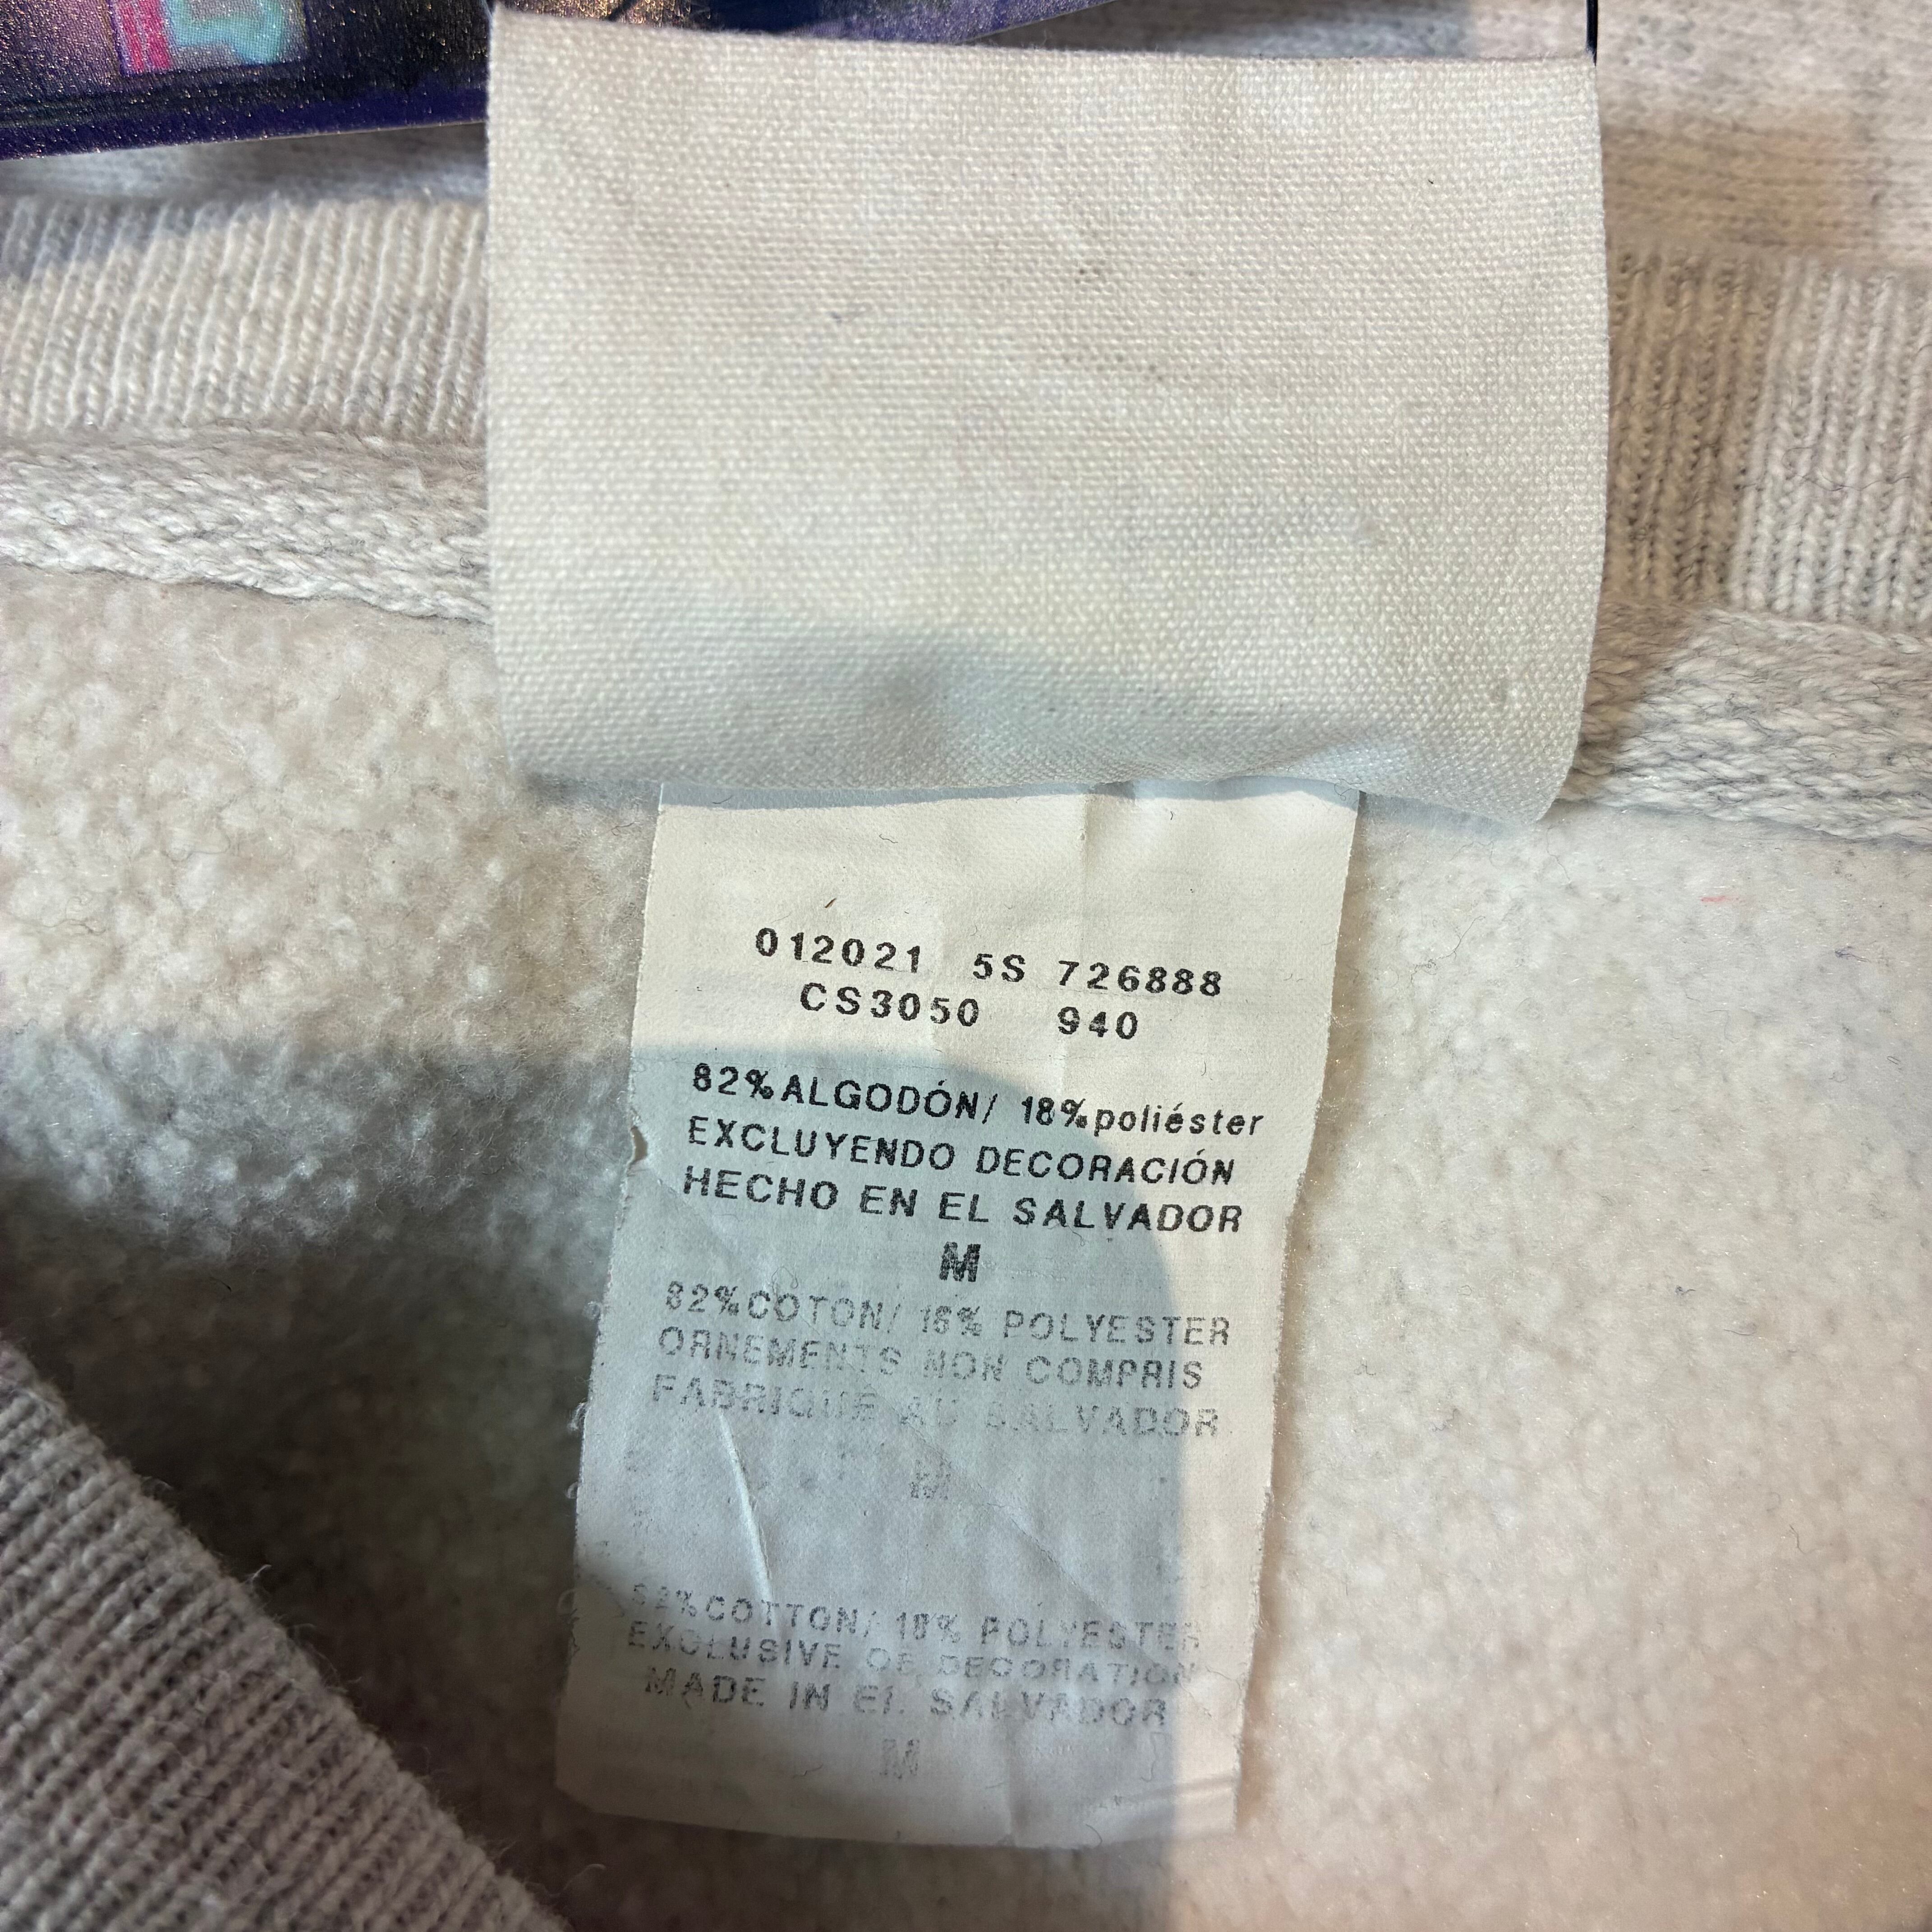 012021 5S 726888
CS3050 940
82%ALGODÓN/ 18%poliéster
EXCLUYENDO DECORACIÓN
HECHO EN EL SALVADOR
M
82%COTON/ 18% POLYESTER
ORNEMENTS NON COMPRIS
FABRIQUE AU SALVADOR
M
82%COTTON/ 18% POLYESTER
EXCLUSIVE OF DECORATION
MADE IN EL SALVADOR
M